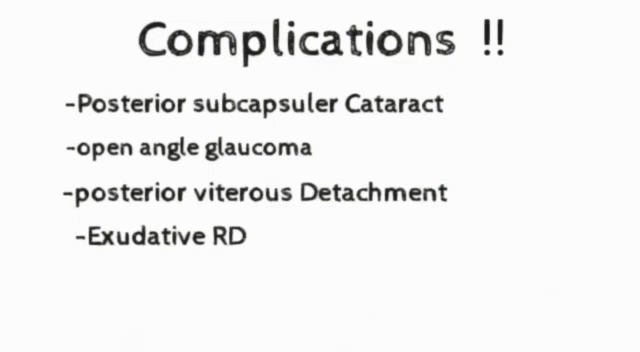 Complications !!
-Posterior subcapsuler Cataract
-open angle glaucoma
-posterior viterous Detachment
-Exudative RD